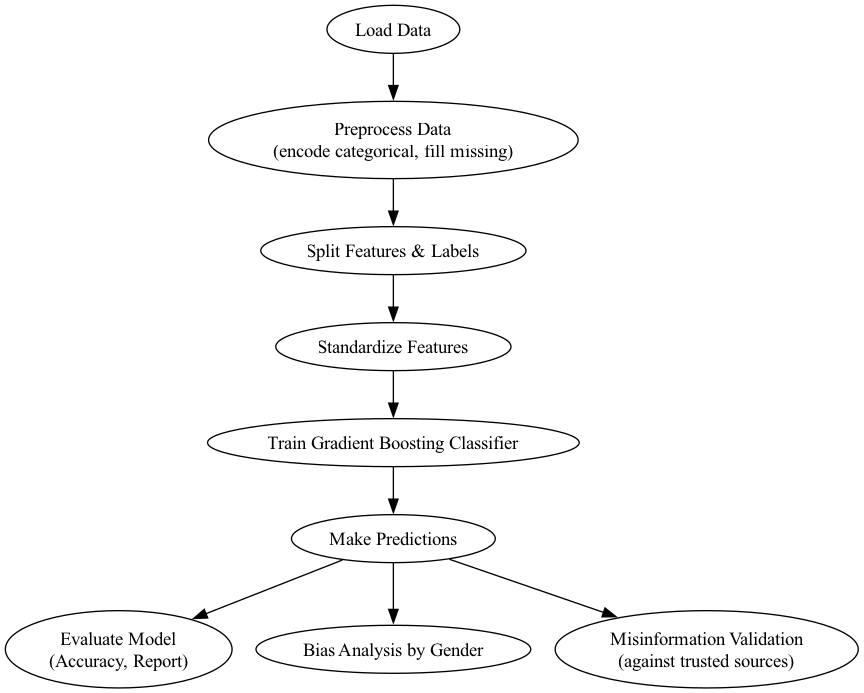 Load Data
Preprocess Data
(encode categorical, fill missing)
Split Features & Labels
Standardize Features
Train Gradient Boosting Classifier
Make Predictions
Evaluate Model
(Accuracy, Report)
Bias Analysis by Gender
Misinformation Validation
(against trusted sources)